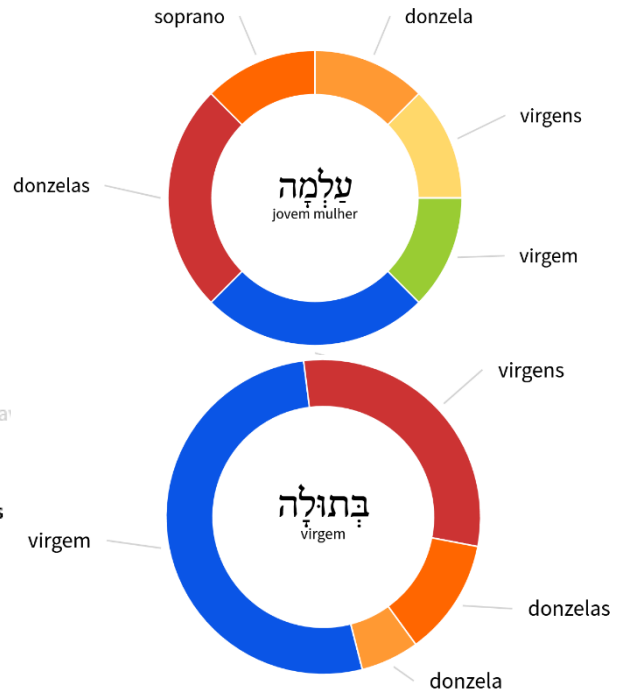 soprano
donzela
virgens
donzelas
עַלְמָה
jovem mulher
virgem
virgens
בְּתוּלָה
virgem
virgem
donzelas
donzela